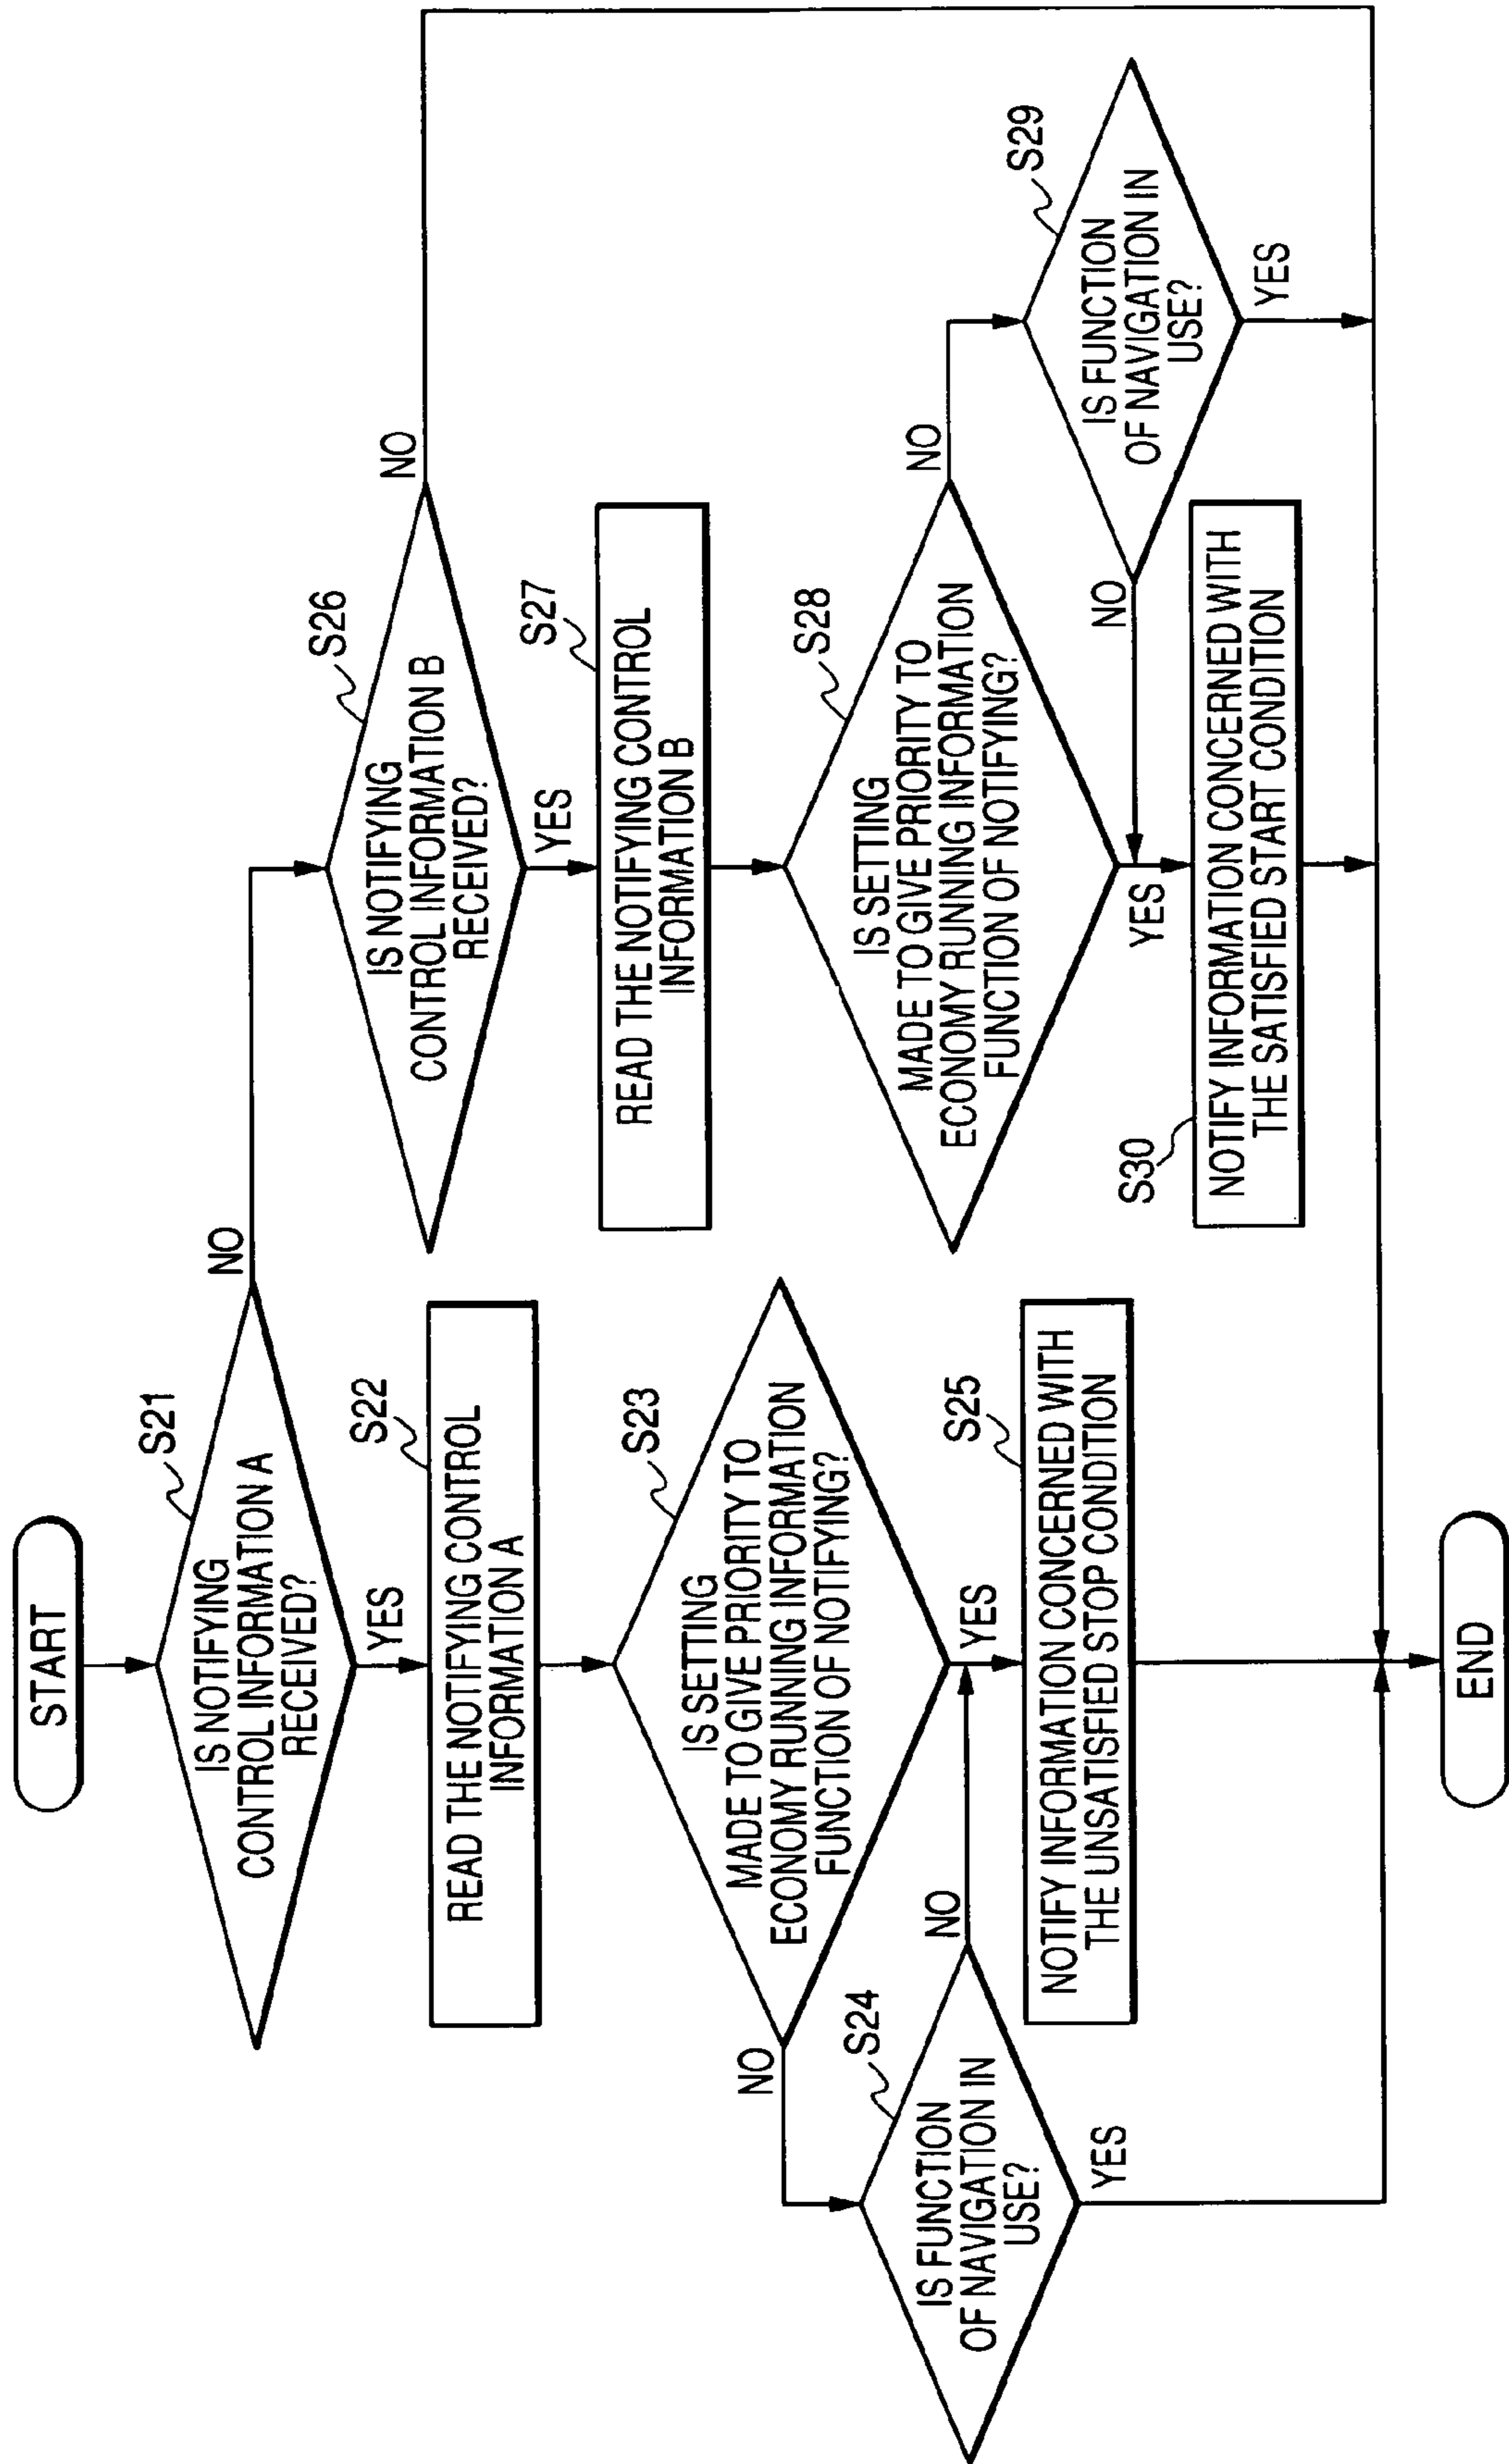 START
S21
IS NOTIFYING
CONTROL INFORMATION A
RECEIVED?
NO
YES
S22
READ THE NOTIFYING CONTROL
INFORMATION A
S23
IS SETTING
MADE TO GIVE PRIORITY TO
ECONOMY RUNNING INFORMATION
FUNCTION OF NOTIFYING?
NO
YES
S24
IS FUNCTION
OF NAVIGATION IN
USE?
NO
YES
S25
NOTIFY INFORMATION CONCERNED WITH
THE UNSATISFIED STOP CONDITION
S26
IS NOTIFYING
CONTROL INFORMATION B
RECEIVED?
NO
YES
S27
READ THE NOTIFYING CONTROL
INFORMATION B
S28
IS SETTING
MADE TO GIVE PRIORITY TO
ECONOMY RUNNING INFORMATION
FUNCTION OF NOTIFYING?
NO
YES
S29
IS FUNCTION
OF NAVIGATION IN
USE?
NO
YES
S30
NOTIFY INFORMATION CONCERNED WITH
THE SATISFIED START CONDITION
END